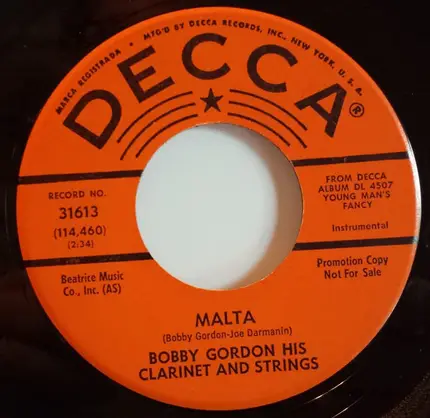 MARCA REGISTRADA • MFG'D BY DECCA RECORDS, INC., NEW YORK, U. S. A.
DECCA®
RECORD NO.
31613
(114,460)
(2:34)
FROM DECCA
ALBUM DL 4507
YOUNG MAN'S
FANCY
Instrumental
Beatrice Music
Co., Inc. (AS)
Promotion Copy
Not For Sale
MALTA
(Bobby Gordon-Joe Darmanin)
BOBBY GORDON HIS
CLARINET AND STRINGS